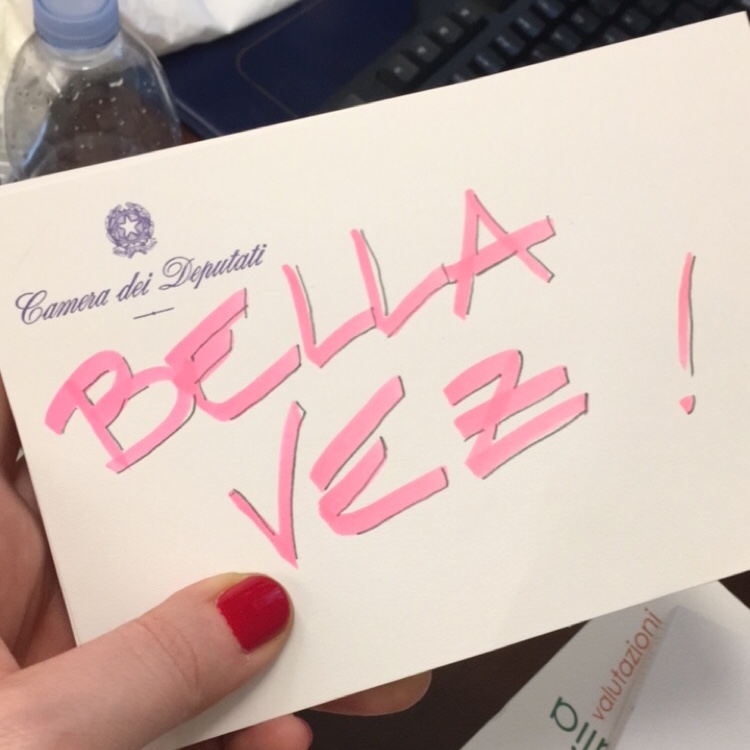 Camera dei Deputati
BELLA
VEZ !
valutazioni